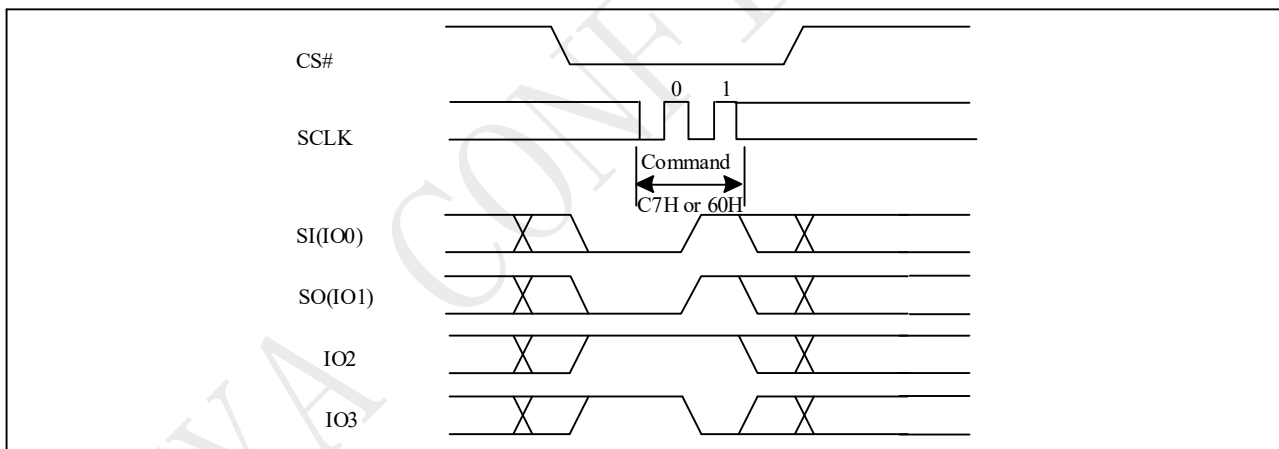 CS#
0 1
SCLK
Command
C7H or 60H
SI(IO0)
SO(IO1)
IO2
IO3